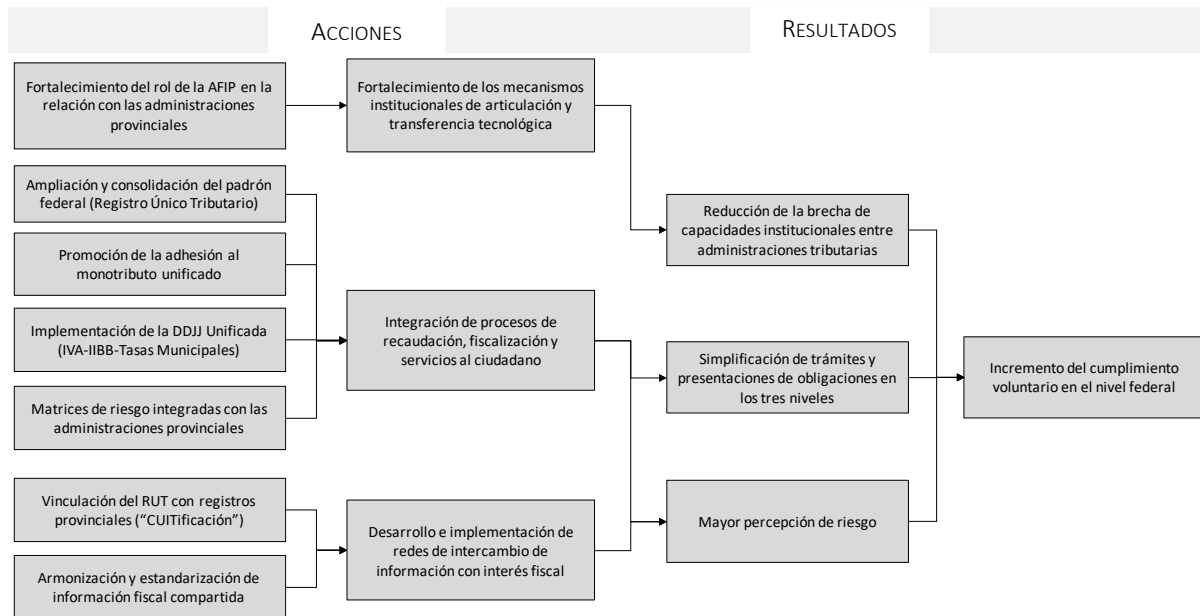 ACCIONES
RESULTADOS
Fortalecimiento del rol de la AFIP en la
relación con las administraciones
provinciales
Fortalecimiento de los mecanismos
institucionales de articulación y
transferencia tecnológica
Ampliación y consolidación del padrón
federal (Registro Único Tributario)
Promoción de la adhesión al
monotributo unificado
Implementación de la DDJJ Unificada
(IVA-IIBB-Tasas Municipales)
Matrices de riesgo integradas con las
administraciones provinciales
Integración de procesos de
recaudación, fiscalización y
servicios al ciudadano
Vinculación del RUT con registros
provinciales (“CUITificación”)
Armonización y estandarización de
información fiscal compartida
Desarrollo e implementación de
redes de intercambio de
información con interés fiscal
Reducción de la brecha de
capacidades institucionales entre
administraciones tributarias
Simplificación de trámites y
presentaciones de obligaciones en
los tres niveles
Mayor percepción de riesgo
Incremento del cumplimiento
voluntario en el nivel federal